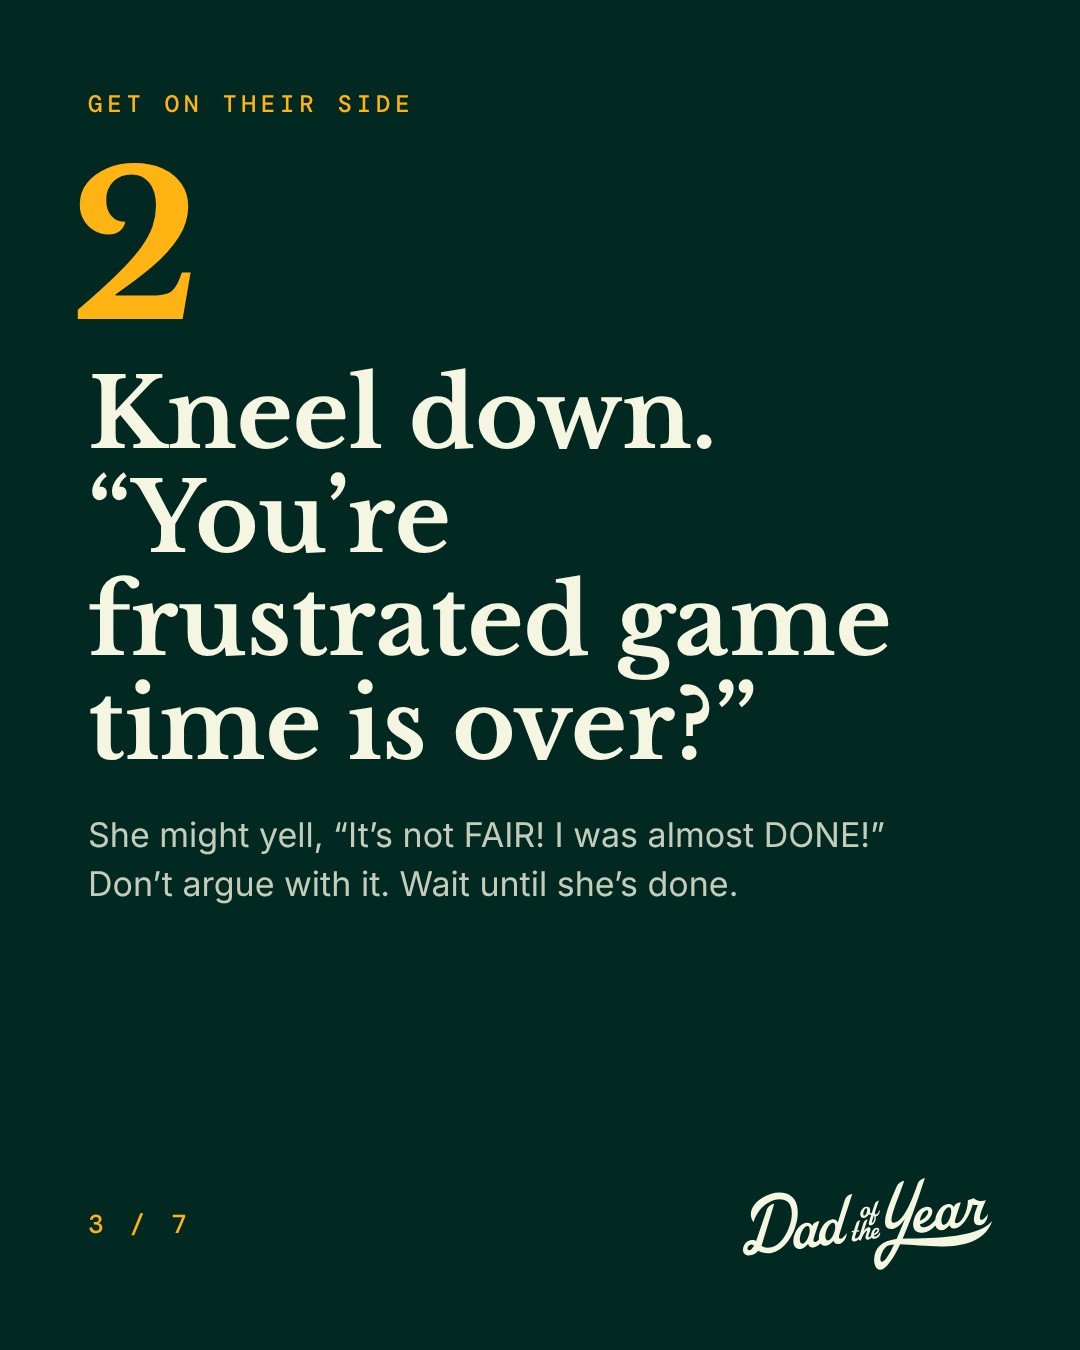 GET ON THEIR SIDE
2
Kneel down.
“You’re
frustrated game
time is over?”
She might yell, “It’s not FAIR! I was almost DONE!”
Don’t argue with it. Wait until she’s done.
3 / 7
Dad of the Year